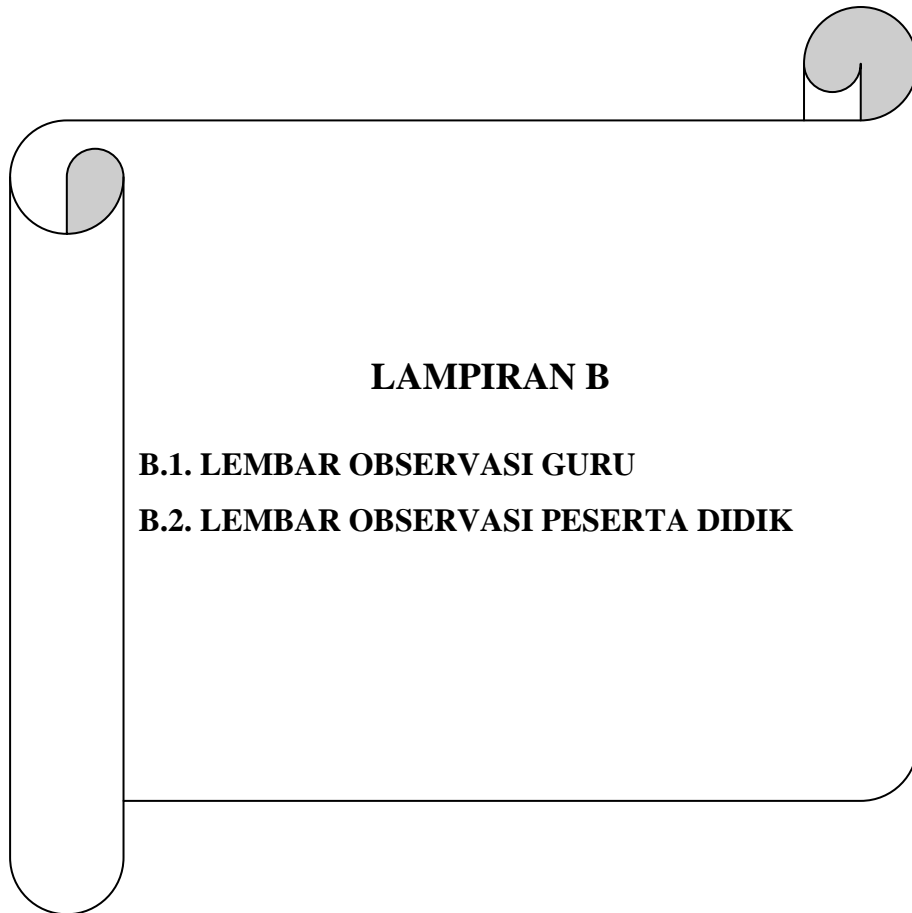 LAMPIRAN B
B.1. LEMBAR OBSERVASI GURU
B.2. LEMBAR OBSERVASI PESERTA DIDIK